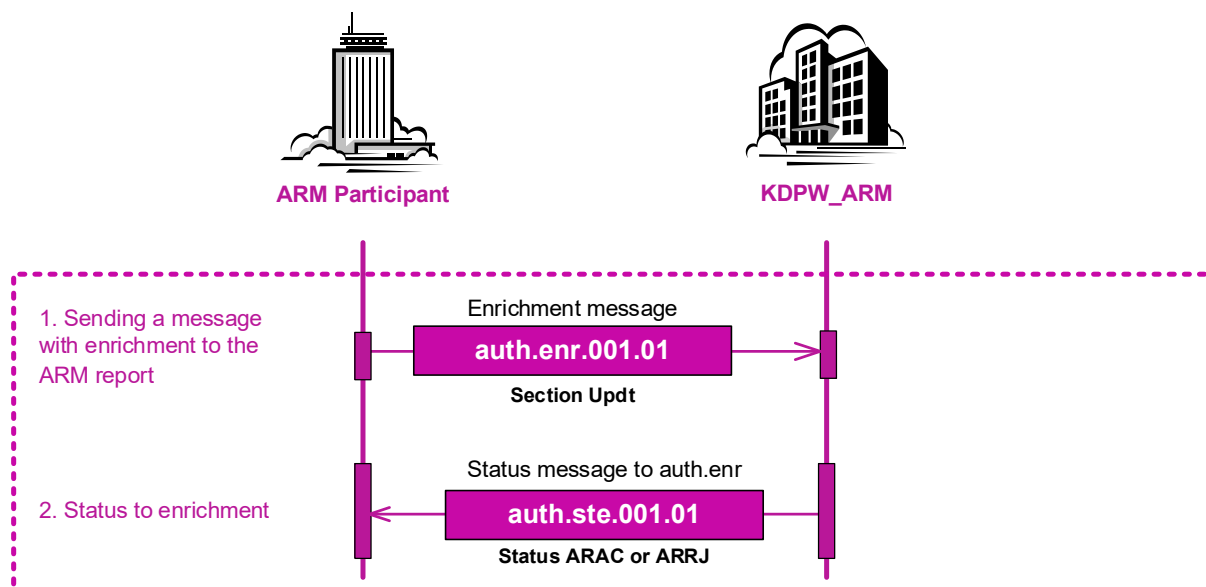 ARM Participant
KDPW_ARM
1. Sending a message
with enrichment to the
ARM report
Enrichment message
auth.enr.001.01
Section Updt
Status message to auth.enr
2. Status to enrichment
auth.ste.001.01
Status ARAC or ARRJ